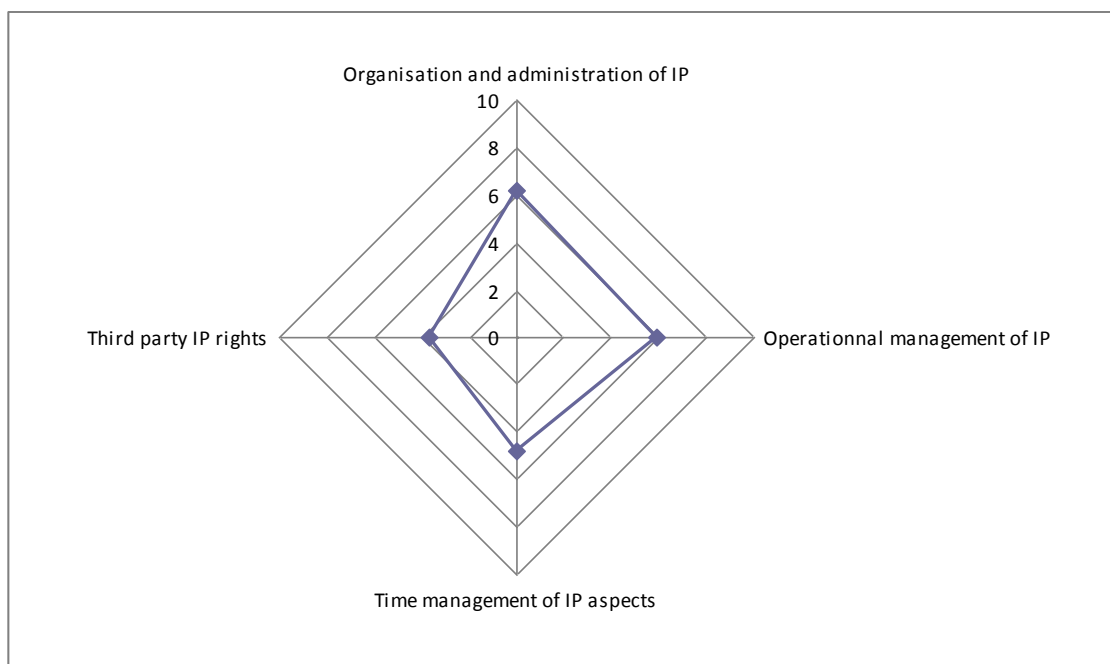 Organisation and administration of IP
10
8
6
4
2
0
Third party IP rights
Operationnal management of IP
Time management of IP aspects